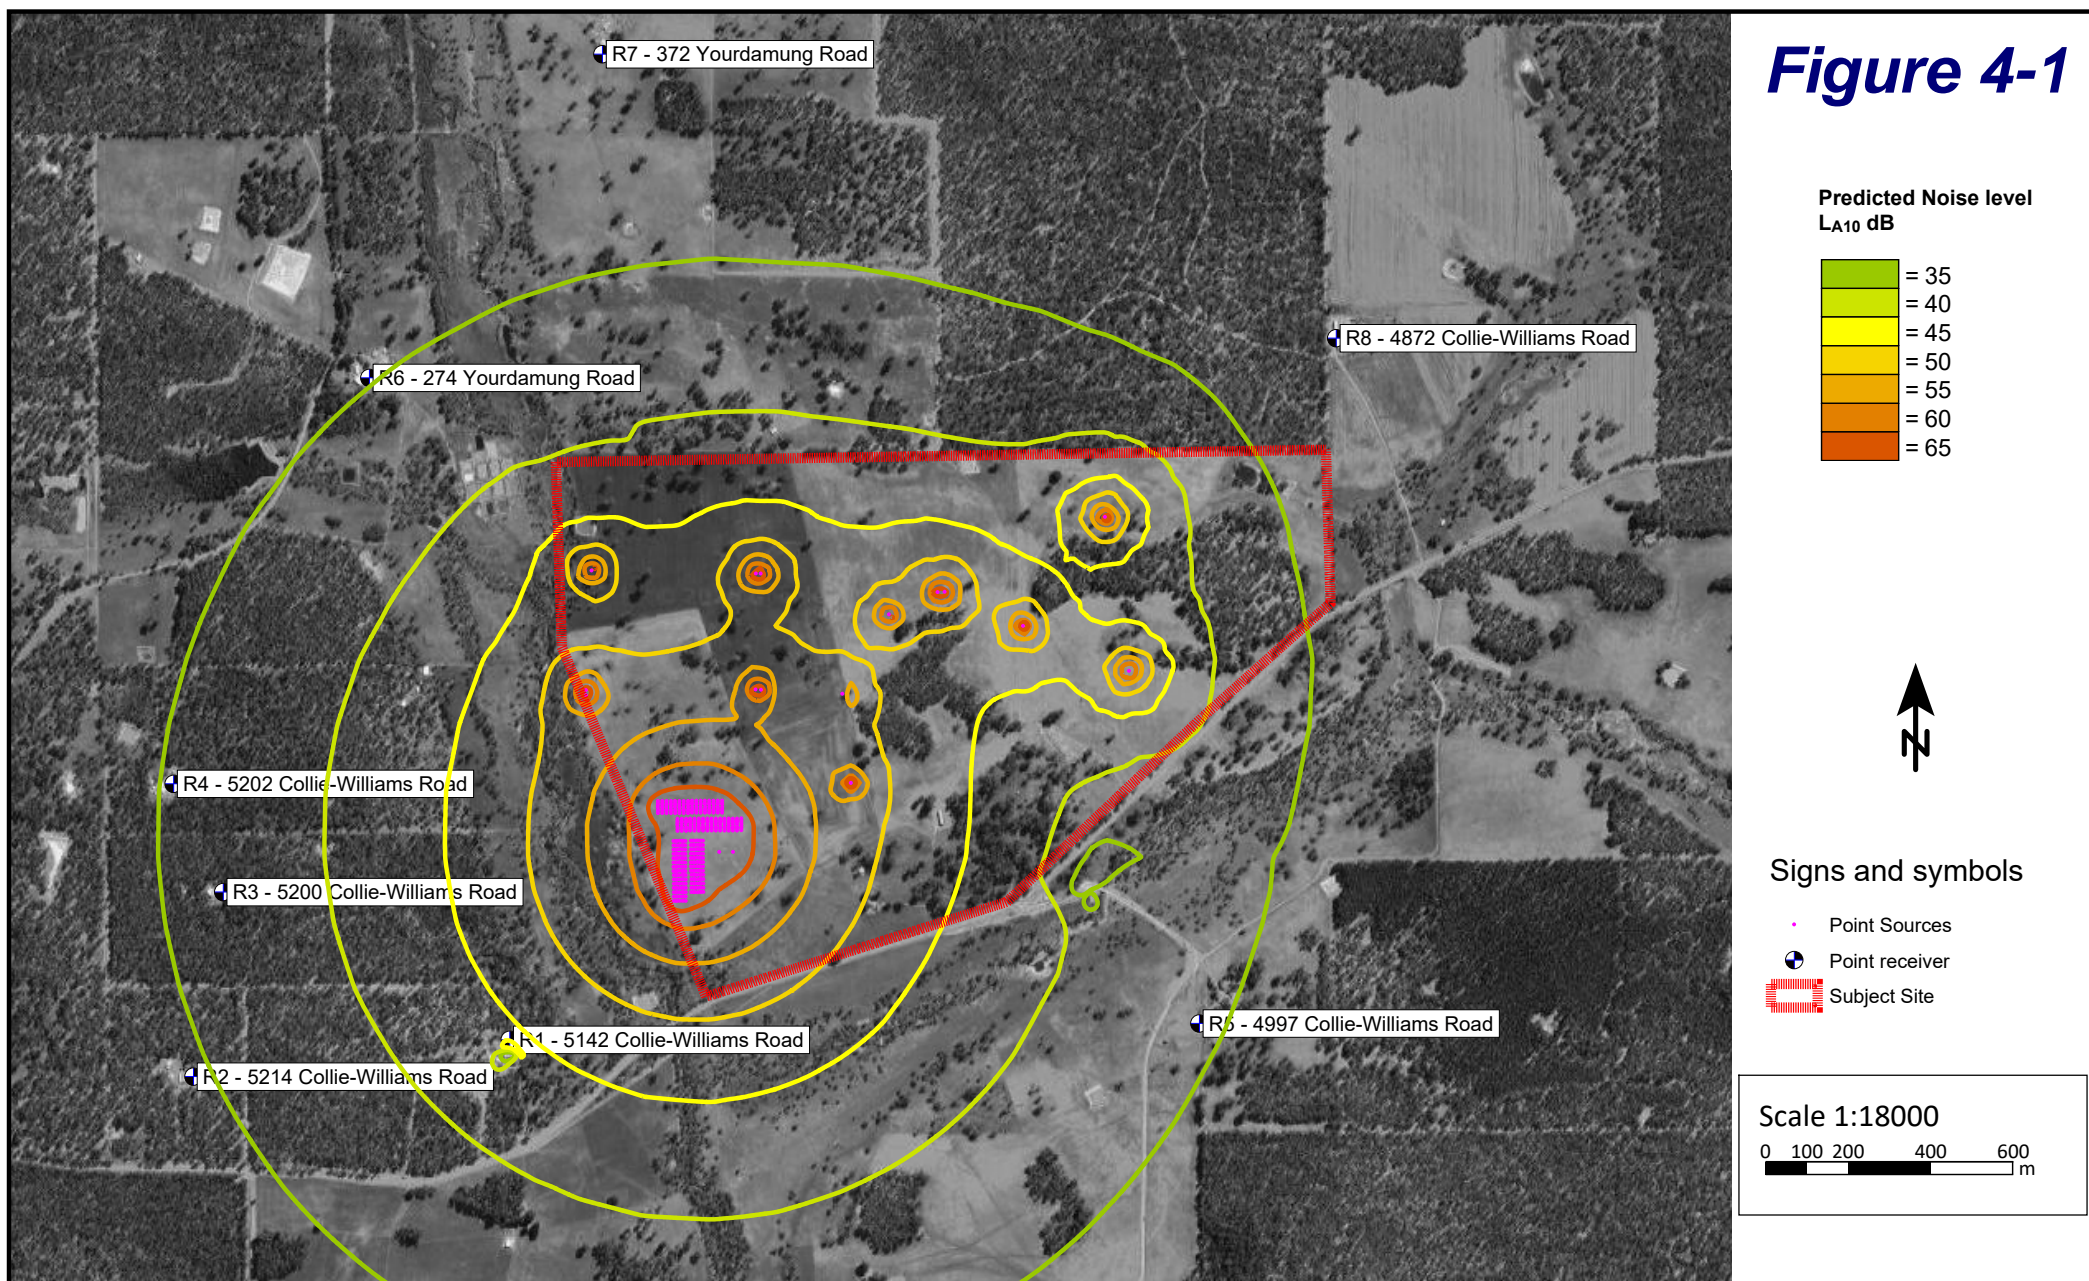 Figure 4-1
R7 - 372 Yourdamung Road
Predicted Noise level
LA10 dB
= 35
= 40
= 45
= 50
= 55
= 60
= 65
R8 - 4872 Collie-Williams Road
R6 - 274 Yourdamung Road
R4 - 5202 Collie-Williams Road
R3 - 5200 Collie-Williams Road
R1 - 5142 Collie-Williams Road
R2 - 5214 Collie-Williams Road
R5 - 4997 Collie-Williams Road
N
Signs and symbols
Point Sources
Point receiver
Subject Site
Scale 1:18000
0 100 200 400 600
m